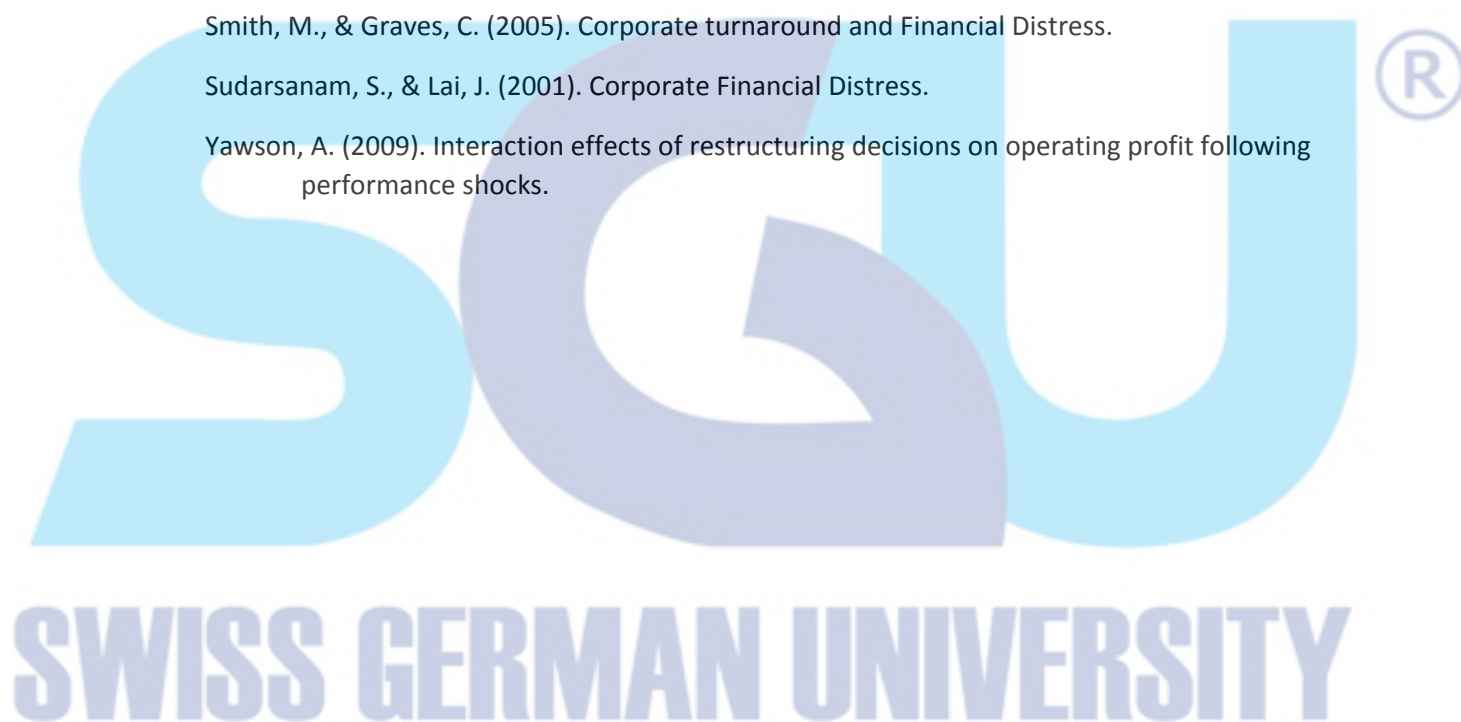 Smith, M., & Graves, C. (2005). Corporate turnaround and Financial Distress.
Sudarsanam, S., & Lai, J. (2001). Corporate Financial Distress.
Yawson, A. (2009). Interaction effects of restructuring decisions on operating profit following
performance shocks.
SGU ®
SWISS GERMAN UNIVERSITY